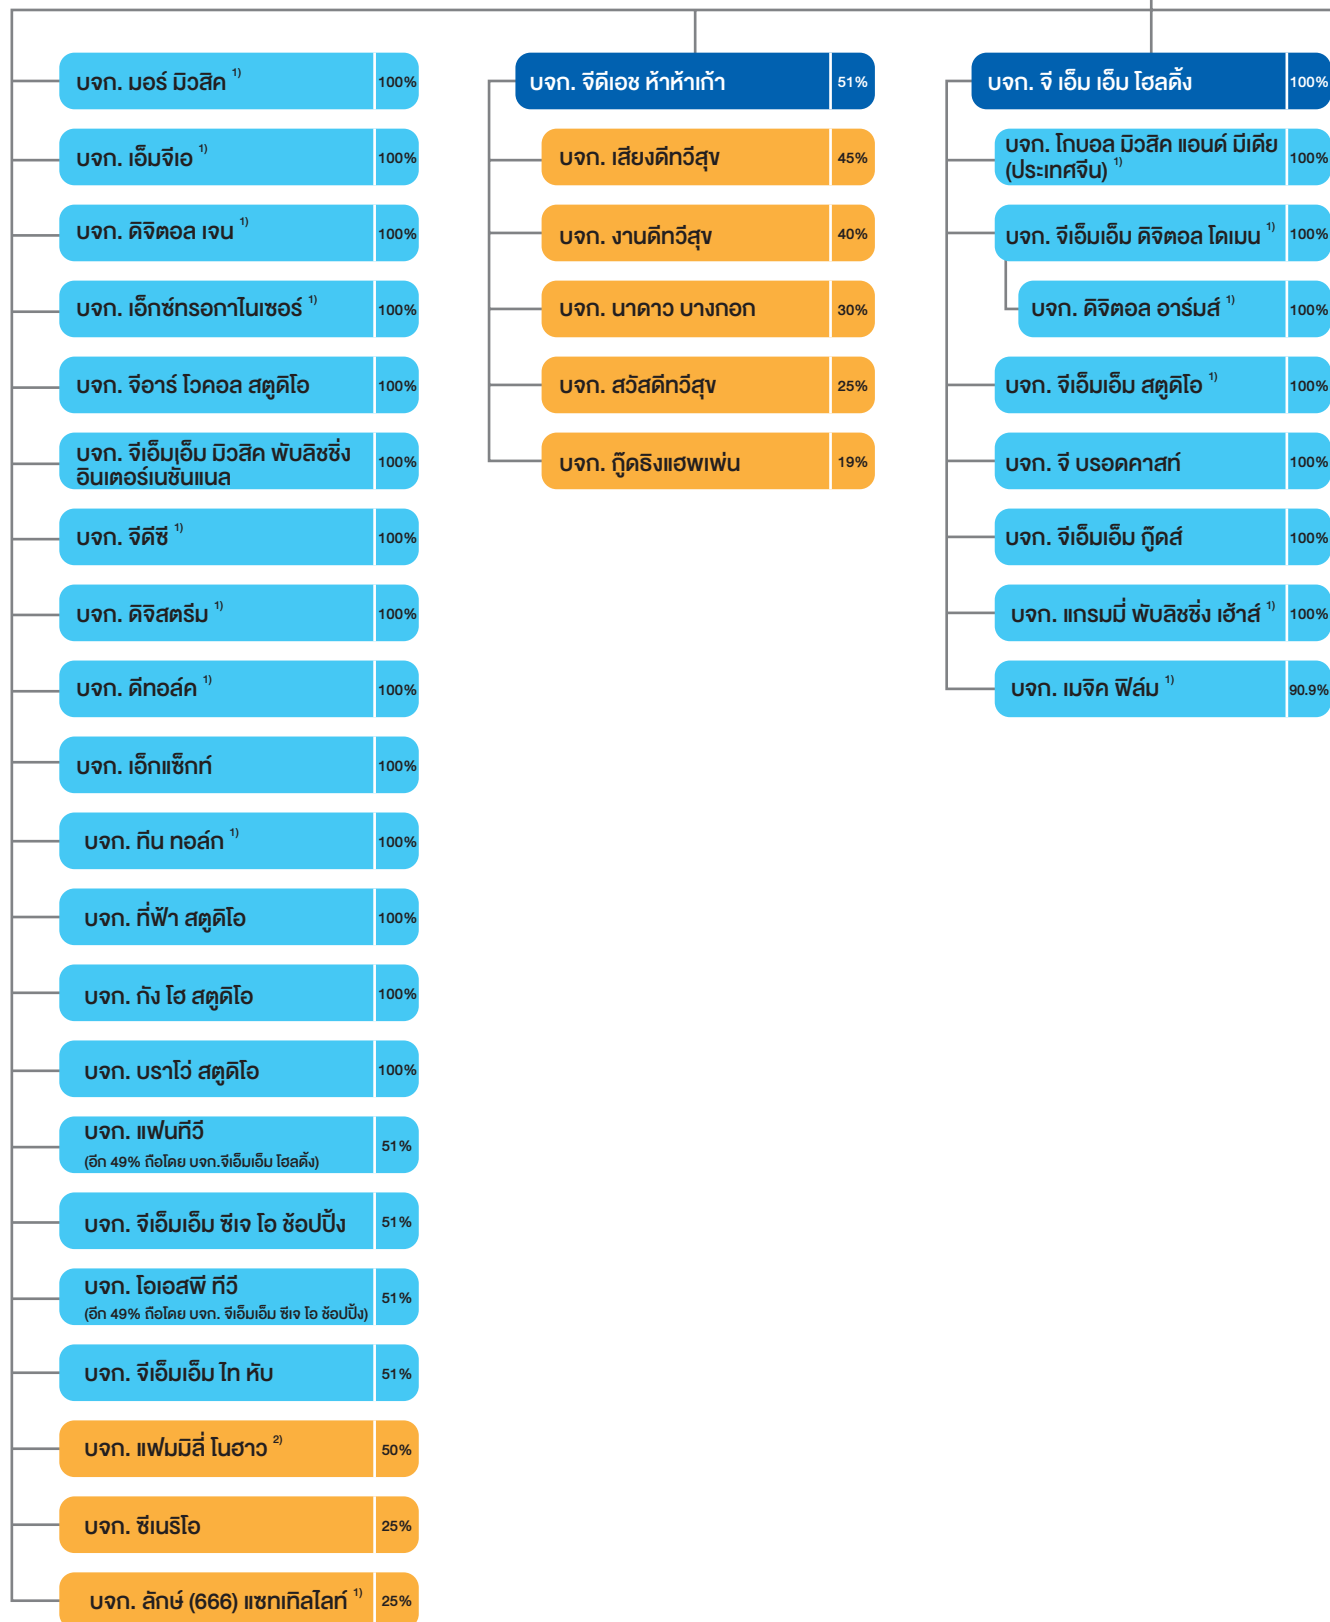 บจก. มอร์ มิวสิค 1) 100%
บจก. เอ็มจีเอ 1) 100%
บจก. ดิจิตอล เจน 1) 100%
บจก. เอ็กซ์ทรอกาไนเซอร์ 1) 100%
บจก. จีอาร์ โวคอล สตูดิโอ 100%
บจก. จีเอ็มเอ็ม มิวสิค พับลิชชิ่ง
อินเตอร์เนชั่นแนล 100%
บจก. จีดีซี 1) 100%
บจก. ดิจิสตรีม 1) 100%
บจก. ดีทอล์ค 1) 100%
บจก. เอ็กแซ็กท์ 100%
บจก. ทีน ทอล์ก 1) 100%
บจก. ที่ฟ้า สตูดิโอ 100%
บจก. กัง โฮ สตูดิโอ 100%
บจก. บราโว่ สตูดิโอ 100%
บจก. แฟนทีวี 51%
(อีก 49% ถือโดย บจก.จีเอ็มเอ็ม โฮลดิ้ง)
บจก. จีเอ็มเอ็ม ซีเจ โอ ช้อปปิ้ง 51%
บจก. โอเอสพี ทีวี 51%
(อีก 49% ถือโดย บจก. จีเอ็มเอ็ม ซีเจ โอ ช้อปปิ้ง)
บจก. จีเอ็มเอ็ม ไท หับ 51%
บจก. แฟมมิลี่ โนฮาว 2) 50%
บจก. ซีเนริโอ 25%
บจก. ลักษ์ (666) แซทเทิลไลท์ 1) 25%
บจก. จีดีเอช ห้าห้าเก้า 51%
บจก. เสียงดีทวีสุข 45%
บจก. งานดีทวีสุข 40%
บจก. นาดาว บางกอก 30%
บจก. สวัสดีทวีสุข 25%
บจก. กู๊ดธิงแฮพเพ่น 19%
บจก. จี เอ็ม เอ็ม โฮลดิ้ง 100%
บจก. โกบอล มิวสิค แอนด์ มีเดีย
(ประเทศจีน) 1) 100%
บจก. จีเอ็มเอ็ม ดิจิตอล โดเมน 1) 100%
บจก. ดิจิตอล อาร์มส์ 1) 100%
บจก. จีเอ็มเอ็ม สตูดิโอ 1) 100%
บจก. จี บรอดคาสท์ 100%
บจก. จีเอ็มเอ็ม กู๊ดส์ 100%
บจก. แกรมมี่ พับลิชชิ่ง เฮ้าส์ 1) 100%
บจก. เมจิค ฟิล์ม 1) 90.9%